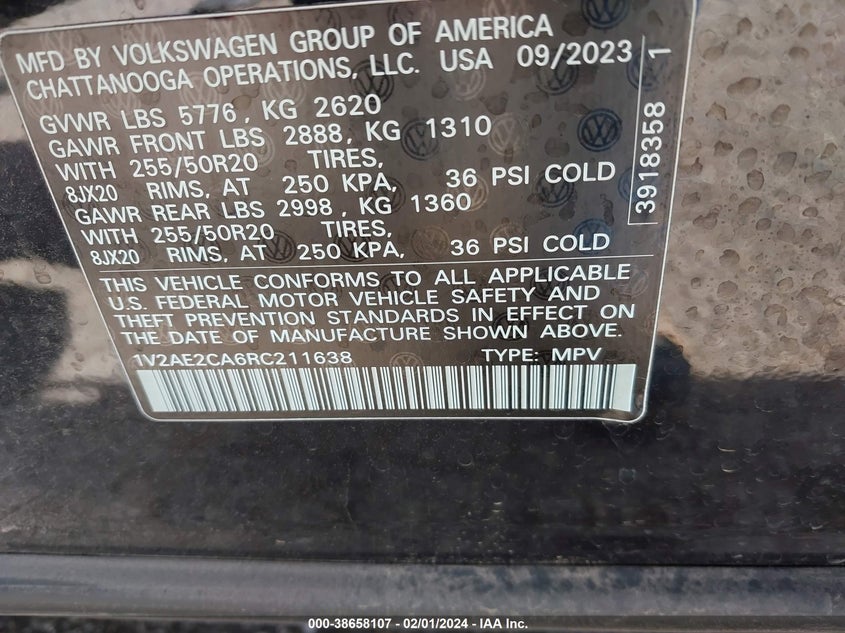 MFD BY VOLKSWAGEN GROUP OF AMERICA
CHATTANOOGA OPERATIONS, LLC. USA 09/2023
GVWR LBS 5776, KG 2620
GAWR FRONT LBS 2888, KG 1310
WITH 255/50R20 TIRES,
8JX20 RIMS, AT 250 KPA, 36 PSI COLD
GAWR REAR LBS 2998, KG 1360
WITH 255/50R20 TIRES,
8JX20 RIMS, AT 250 KPA, 36 PSI COLD
THIS VEHICLE CONFORMS TO ALL APPLICABLE
U.S. FEDERAL MOTOR VEHICLE SAFETY AND
THEFT PREVENTION STANDARDS IN EFFECT ON
THE DATE OF MANUFACTURE SHOWN ABOVE.
1V2AE2CA6RC211638 TYPE: MPV
3918358 1
000-38658107 - 02/01/2024 - IAA Inc.